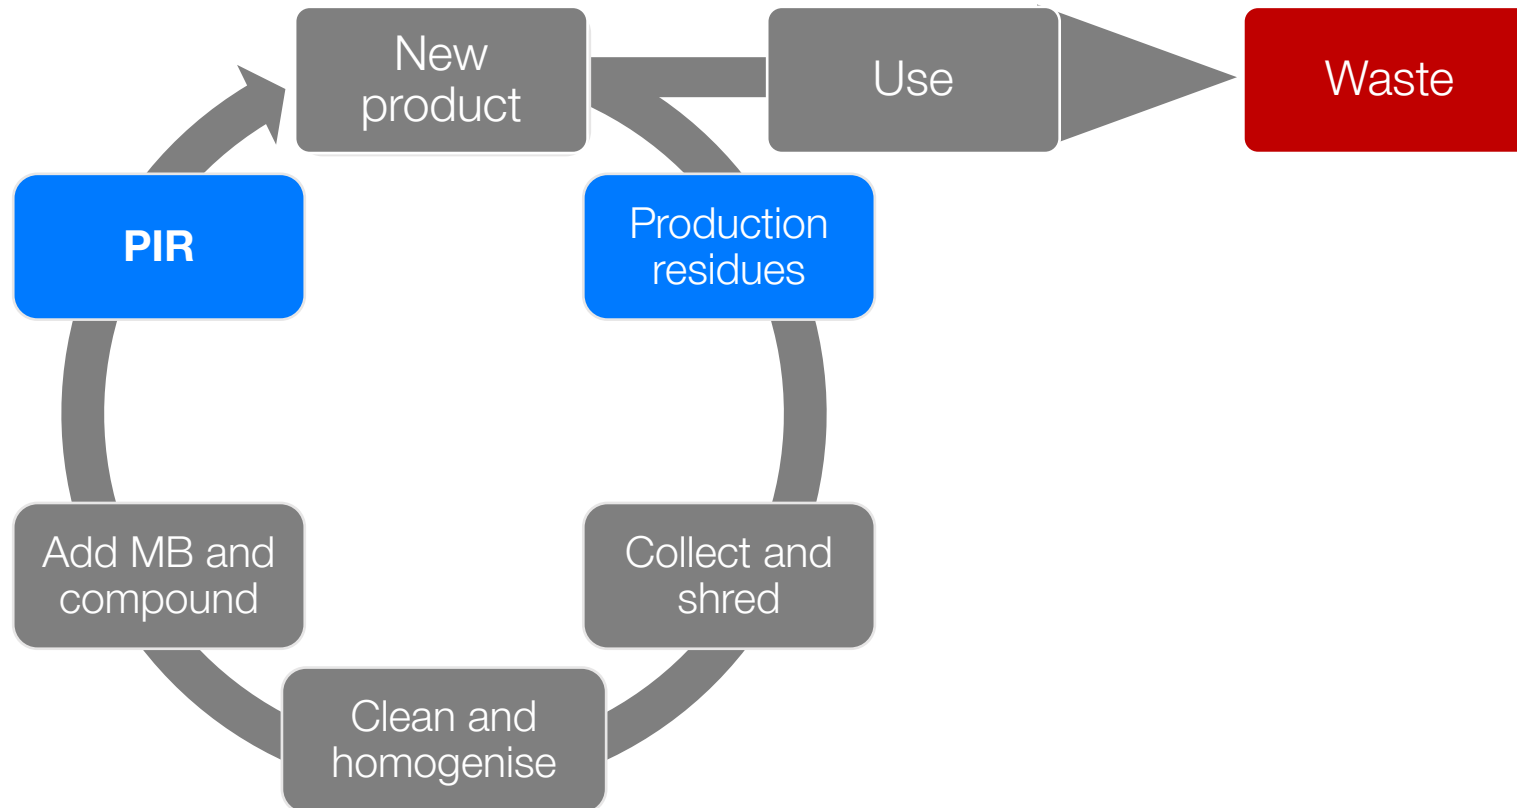 New
product
Use
Waste
Production
residues
Collect and
shred
Clean and
homogenise
Add MB and
compound
PIR